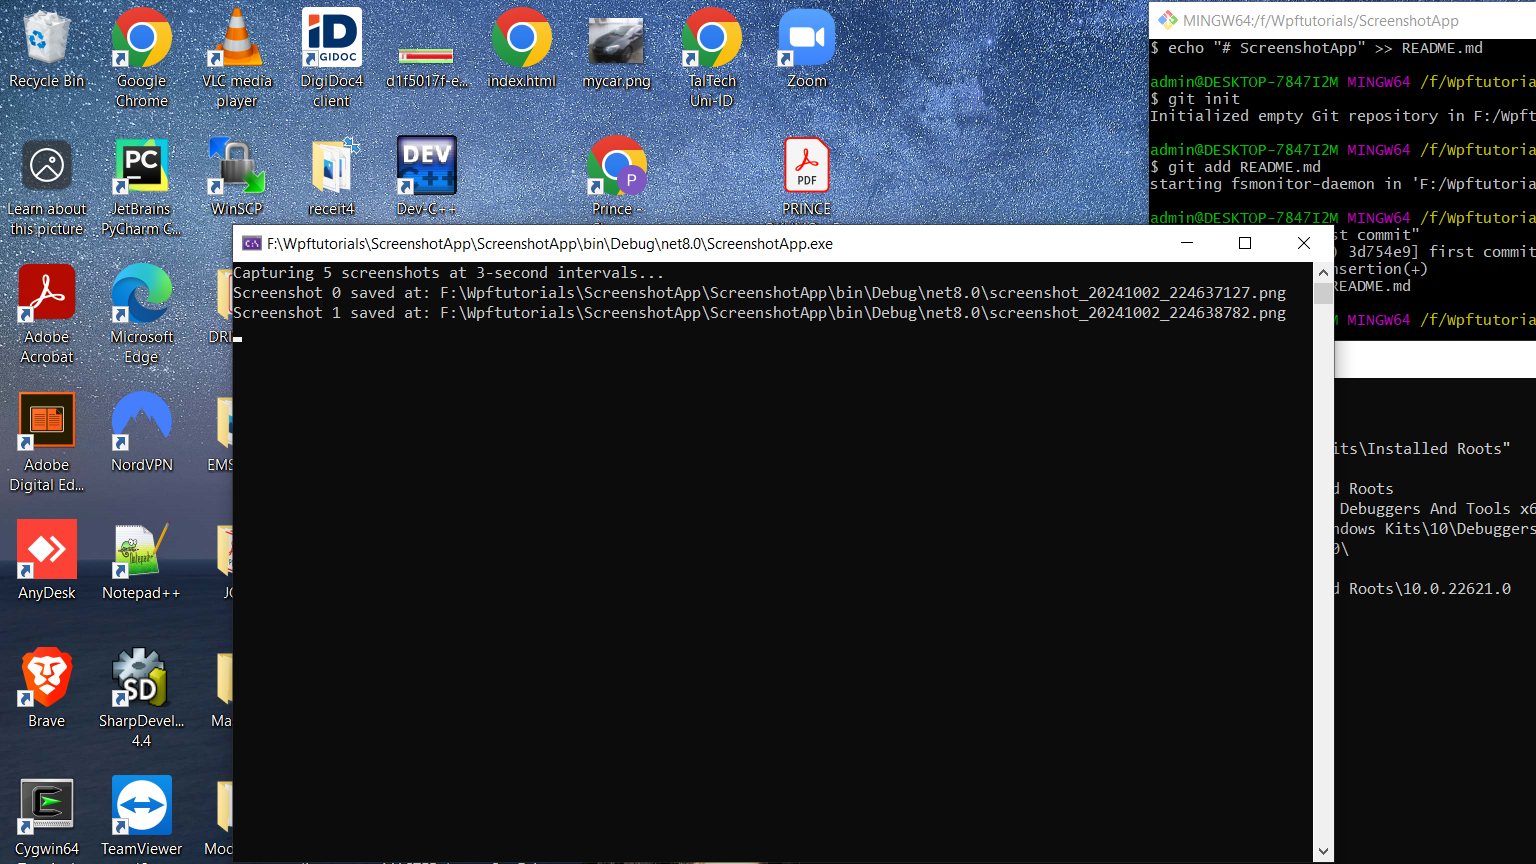 Recycle Bin
Google Chrome
VLC media player
iD
DIGIDOC
DigiDoc4 client
d1f5017f-e...
index.html
mycar.png
TalTech Uni-ID
Zoom
Learn about this picture
PC
JetBrains PyCharm C...
WinSCP
receit4
DEV C++
Dev-C++
P
Prince -
PDF
PRINCE
Adobe Acrobat
Microsoft Edge
Adobe Digital Ed...
NordVPN
EMS
AnyDesk
Notepad++
Brave
SD
SharpDevel... 4.4
Cygwin64
TeamViewer
MINGW64:/f/Wpftutorials/ScreenshotApp
$ echo "# ScreenshotApp" >> README.md
admin@DESKTOP-7847I2M MINGW64 /f/Wpftutoria
$ git init
Initialized empty Git repository in F:/Wpft
admin@DESKTOP-7847I2M MINGW64 /f/Wpftutoria
$ git add README.md
starting fsmonitor-daemon in 'F:/Wpftutoria
admin@DESKTOP-7847I2M MINGW64 /f/Wpftutoria
st commit"
) 3d754e9] first commit
nsertion(+)
README.md
M MINGW64 /f/Wpftutoria
F:\Wpftutorials\ScreenshotApp\ScreenshotApp\bin\Debug\net8.0\ScreenshotApp.exe
Capturing 5 screenshots at 3-second intervals...
Screenshot 0 saved at: F:\Wpftutorials\ScreenshotApp\ScreenshotApp\bin\Debug\net8.0\screenshot_20241002_224637127.png
Screenshot 1 saved at: F:\Wpftutorials\ScreenshotApp\ScreenshotApp\bin\Debug\net8.0\screenshot_20241002_224638782.png
its\Installed Roots"
d Roots
Debuggers And Tools x6
ndows Kits\10\Debuggers
0\
d Roots\10.0.22621.0